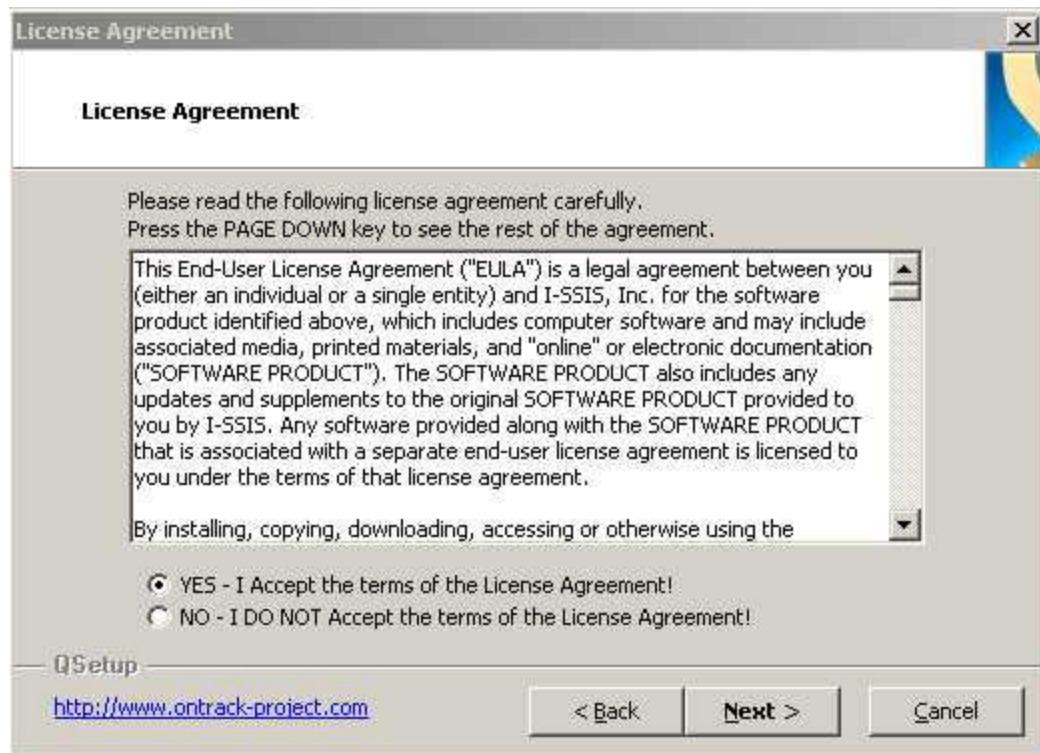 License Agreement
License Agreement
Please read the following license agreement carefully.
Press the PAGE DOWN key to see the rest of the agreement.
This End-User License Agreement ("EULA") is a legal agreement between you
(either an individual or a single entity) and I-SSIS, Inc. for the software
product identified above, which includes computer software and may include
associated media, printed materials, and "online" or electronic documentation
("SOFTWARE PRODUCT"). The SOFTWARE PRODUCT also includes any
updates and supplements to the original SOFTWARE PRODUCT provided to
you by I-SSIS. Any software provided along with the SOFTWARE PRODUCT
that is associated with a separate end-user license agreement is licensed to
you under the terms of that license agreement.
By installing, copying, downloading, accessing or otherwise using the
YES - I Accept the terms of the License Agreement!
NO - I DO NOT Accept the terms of the License Agreement!
QSetup
http://www.ontrack-project.com
< Back
Next >
Cancel